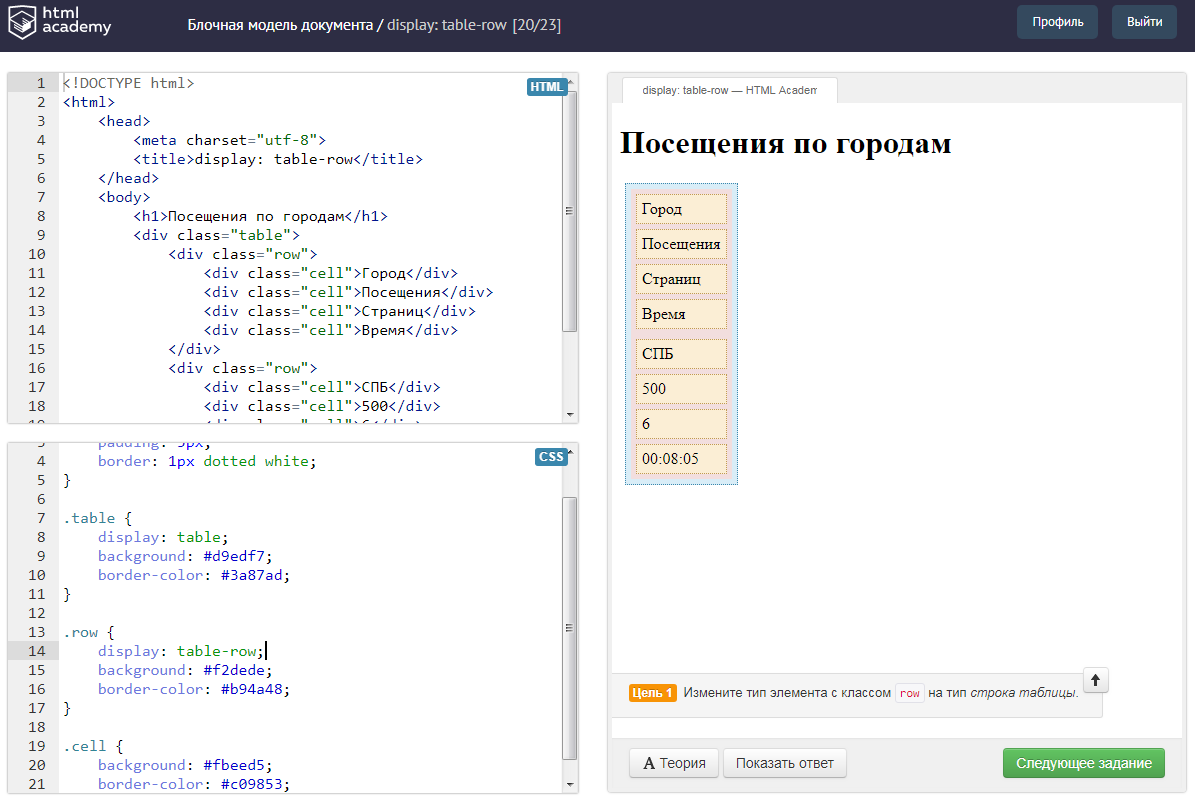 html academy
Блочная модель документа / display: table-row [20/23]
Профиль
Выйти
HTML
1 <!DOCTYPE html>
2 <html>
3 <head>
4 <meta charset="utf-8">
5 <title>display: table-row</title>
6 </head>
7 <body>
8 <h1>Посещения по городам</h1>
9 <div class="table">
10 <div class="row">
11 <div class="cell">Город</div>
12 <div class="cell">Посещения</div>
13 <div class="cell">Страниц</div>
14 <div class="cell">Время</div>
15 </div>
16 <div class="row">
17 <div class="cell">СПБ</div>
18 <div class="cell">500</div>
19 <div class="cell">6</div>
CSS
3 padding: 5px;
4 border: 1px dotted white;
5 }
6
7 .table {
8 display: table;
9 background: #d9edf7;
10 border-color: #3a87ad;
11 }
12
13 .row {
14 display: table-row;
15 background: #f2dede;
16 border-color: #b94a48;
17 }
18
19 .cell {
20 background: #fbeed5;
21 border-color: #c09853;
display: table-row — HTML Academ
Посещения по городам
Город
Посещения
Страниц
Время
СПБ
500
6
00:08:05
Цель 1 Измените тип элемента с классом row на тип строка таблицы.
A Теория
Показать ответ
Следующее задание